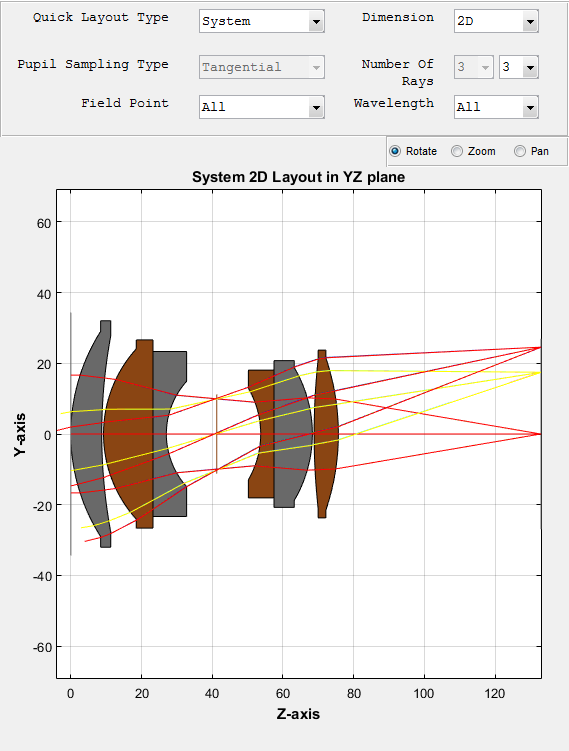 Quick Layout Type System Dimension 2D
Pupil Sampling Type Tangential Number Of Rays 3 3
Field Point All Wavelength All
Rotate Zoom Pan
System 2D Layout in YZ plane
60
40
20
0
-20
-40
-60
Y-axis
0 20 40 60 80 100 120
Z-axis